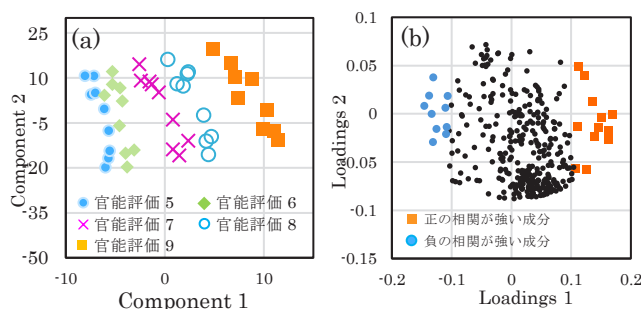 (a)
25
10
-5
-20
-35
-50
Component 2
官能評価 5
官能評価 6
官能評価 7
官能評価 8
官能評価 9
-10
0
10
Component 1
(b)
0.1
0.05
0
-0.05
-0.1
-0.15
Loadings 2
正の相関が強い成分
負の相関が強い成分
-0.2
-0.1
0
0.1
0.2
Loadings 1